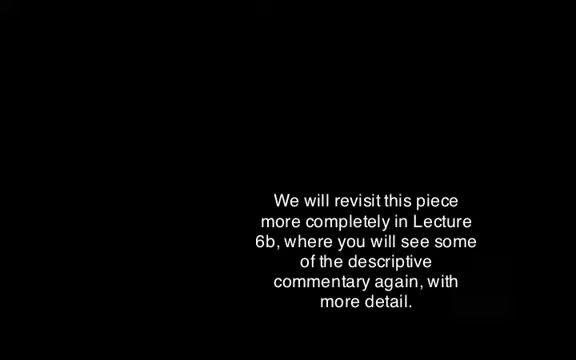 We will revisit this piece
more completely in Lecture
6b, where you will see some
of the descriptive
commentary again, with
more detail.